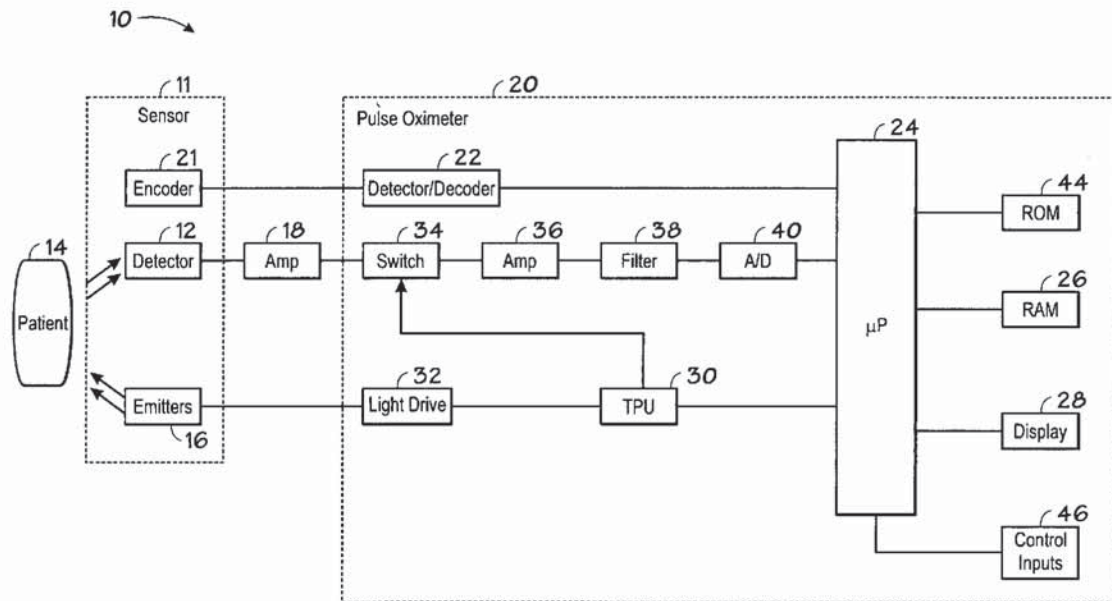 10
11
Sensor
20
Pulse Oximeter
24
21
Encoder
22
Detector/Decoder
44
ROM
14
Patient
12
Detector
18
Amp
34
Switch
36
Amp
38
Filter
40
A/D
µP
26
RAM
Emitters
16
32
Light Drive
30
TPU
28
Display
46
Control
Inputs